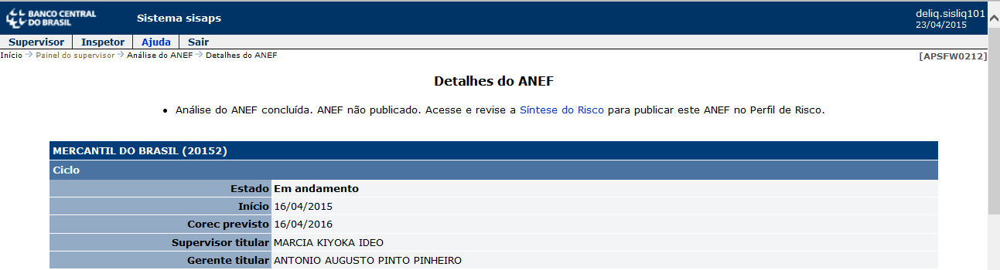 BANCO CENTRAL
DO BRASIL
Sistema sisaps
deliq.sisliq101
23/04/2015
Supervisor Inspetor Ajuda Sair
Início Painel do supervisor Análise do ANEF Detalhes do ANEF [APSFW0212]
Detalhes do ANEF
• Análise do ANEF concluída. ANEF não publicado. Acesse e revise a Síntese do Risco para publicar este ANEF no Perfil de Risco.
MERCANTIL DO BRASIL (20152)
Ciclo
Estado Em andamento
Início 16/04/2015
Corec previsto 16/04/2016
Supervisor titular MARCIA KIYOKA IDEO
Gerente titular ANTONIO AUGUSTO PINTO PINHEIRO